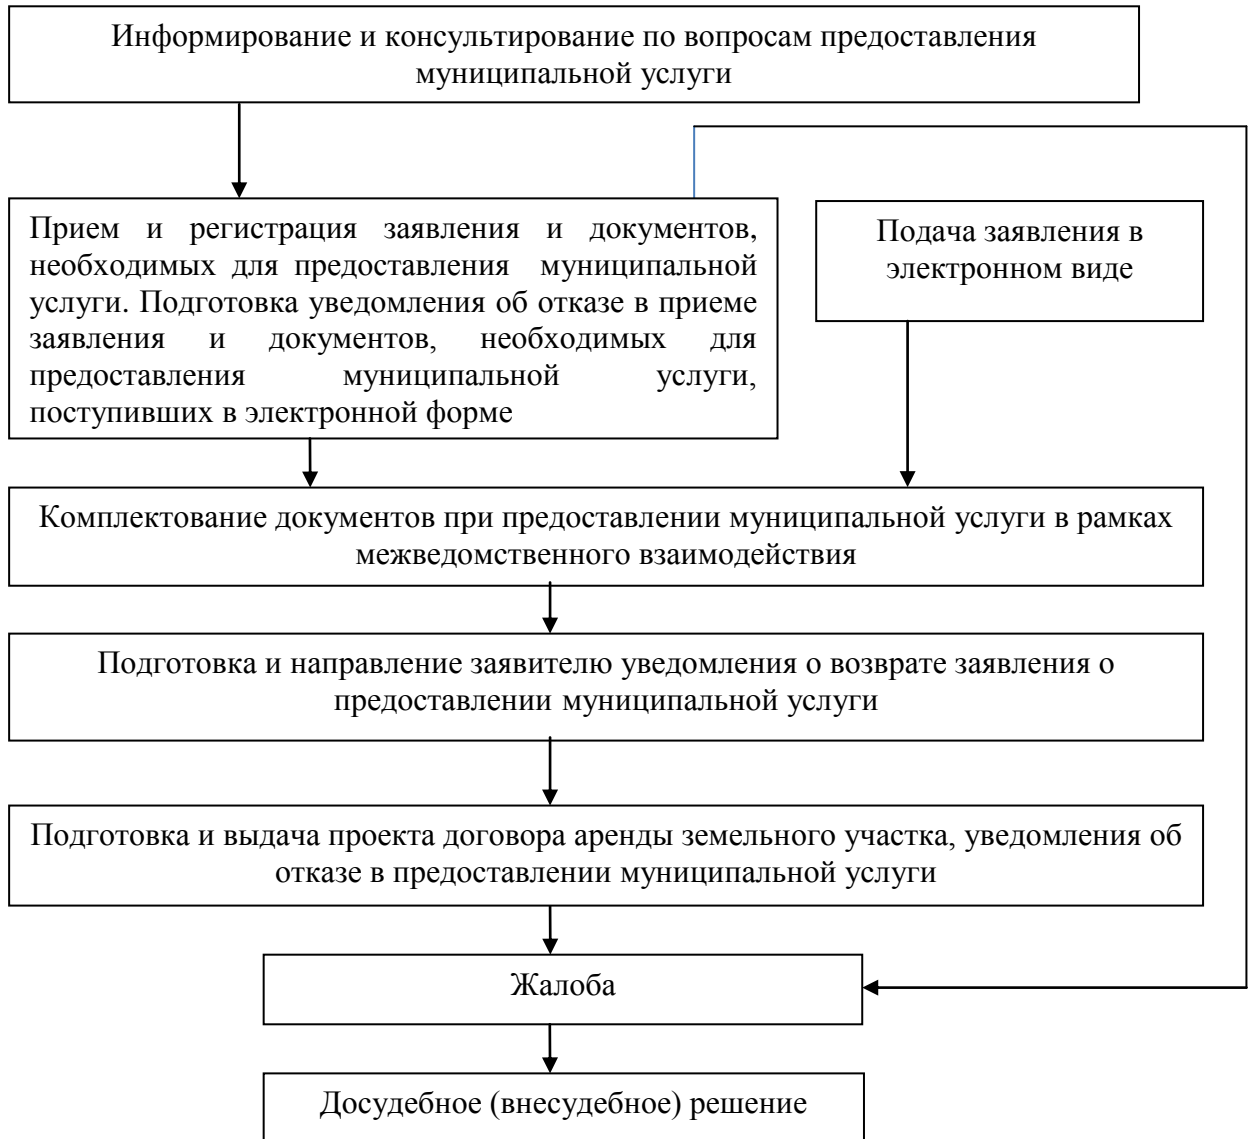 Информирование и консультирование по вопросам предоставления
муниципальной услуги
Прием и регистрация заявления и документов,
необходимых для предоставления муниципальной
услуги. Подготовка уведомления об отказе в приеме
заявления и документов, необходимых для
предоставления муниципальной услуги,
поступивших в электронной форме
Подача заявления в
электронном виде
Комплектование документов при предоставлении муниципальной услуги в рамках
межведомственного взаимодействия
Подготовка и направление заявителю уведомления о возврате заявления о
предоставлении муниципальной услуги
Подготовка и выдача проекта договора аренды земельного участка, уведомления об
отказе в предоставлении муниципальной услуги
Жалоба
Досудебное (внесудебное) решение